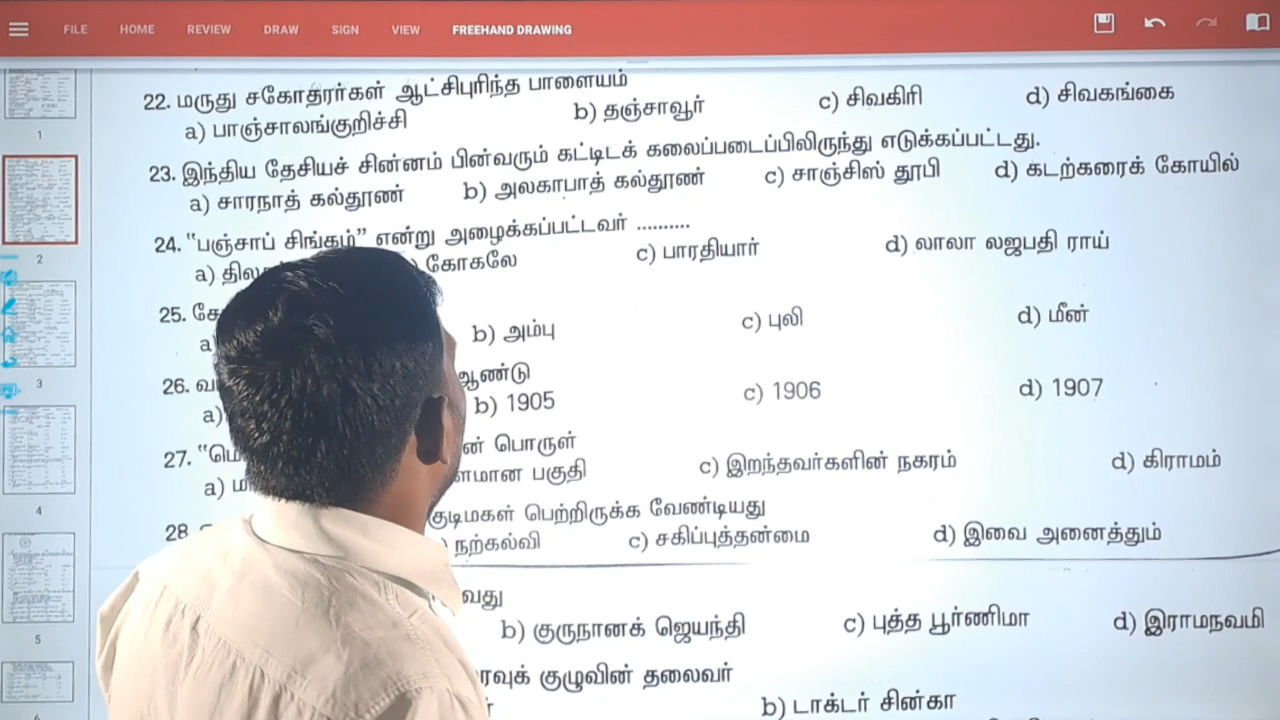 FILE HOME REVIEW DRAW SIGN VIEW FREEHAND DRAWING
22. மருது சகோதரர்கள் ஆட்சிபுரிந்த பாளையம்
a) பாஞ்சாலங்குறிச்சி b) தஞ்சாவூர் c) சிவகிரி d) சிவகங்கை
23. இந்திய தேசியச் சின்னம் பின்வரும் கட்டிடக் கலைப்படைப்பிலிருந்து எடுக்கப்பட்டது.
a) சாரநாத் கல்தூண் b) அலகாபாத் கல்தூண் c) சாஞ்சிஸ் தூபி d) கடற்கரைக் கோயில்
24. "பஞ்சாப் சிங்கம்" என்று அழைக்கப்பட்டவர் ..........
a) கோகலே c) பாரதியார் d) லாலா லஜபதி ராய்
25.
b) அம்பு c) புலி d) மீன்
26. ஆண்டு
a) b) 1905 c) 1906 d) 1907
27. பொருள்
a) பகுதி c) இறந்தவர்களின் நகரம் d) கிராமம்
28 குடிமகள் பெற்றிருக்க வேண்டியது
நற்கல்வி c) சகிப்புத்தன்மை d) இவை அனைத்தும்
b) குருநானக் ஜெயந்தி c) புத்த பூர்ணிமா d) இராமநவமி
குழுவின் தலைவர்
b) டாக்டர் சின்கா
1
2
3
4
5